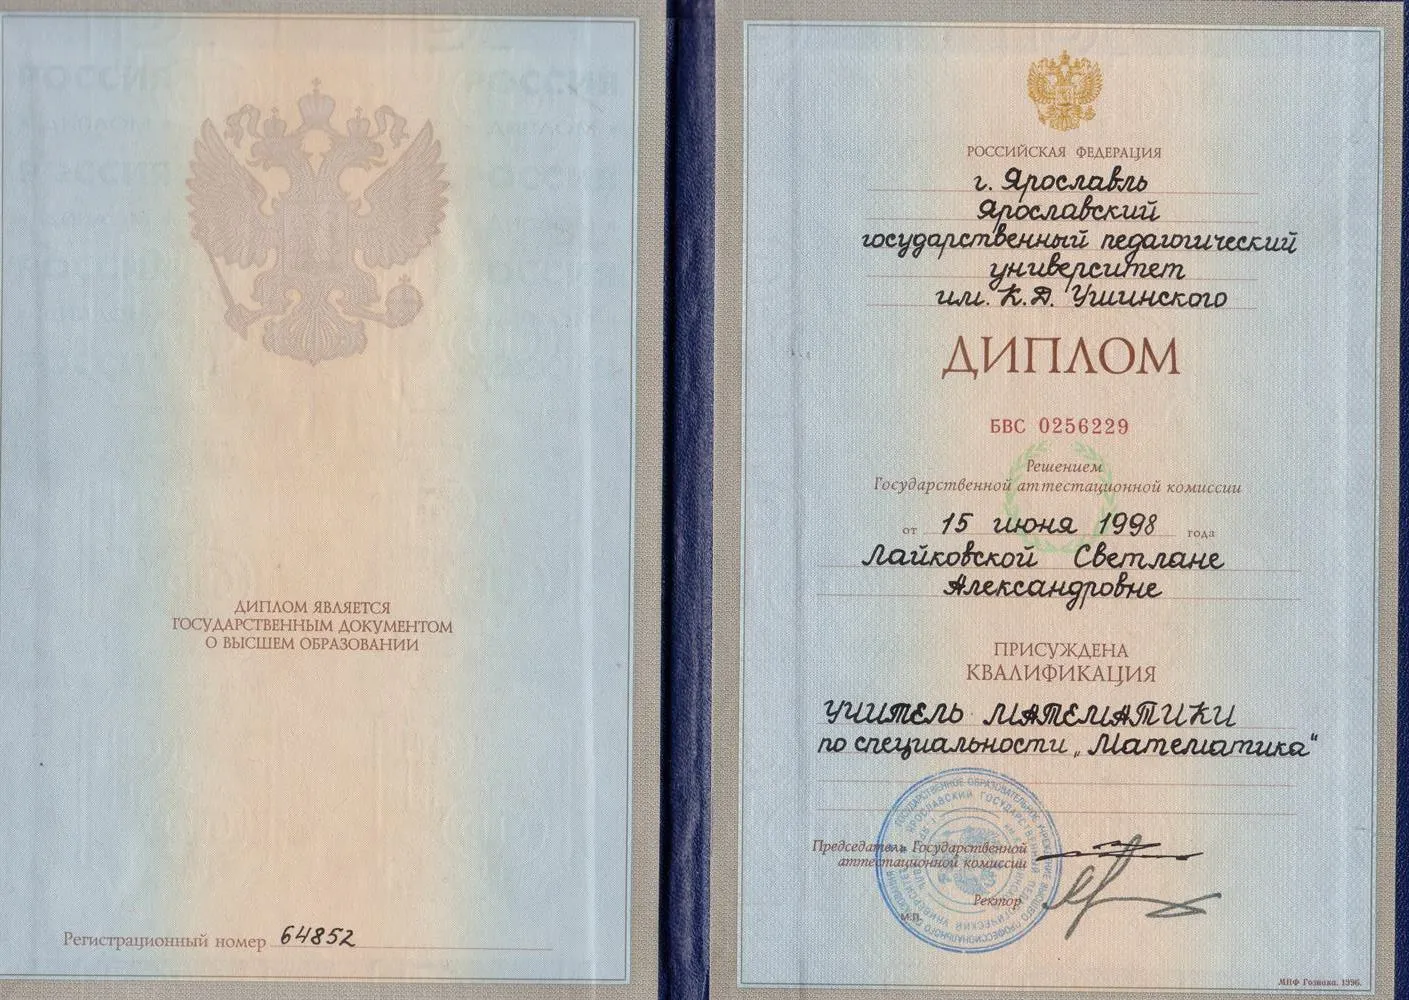 ДИПЛОМ ЯВЛЯЕТСЯ
ГОСУДАРСТВЕННЫМ ДОКУМЕНТОМ
О ВЫСШЕМ ОБРАЗОВАНИИ
Регистрационный номер 64852
РОССИЙСКАЯ ФЕДЕРАЦИЯ
г. Ярославль
Ярославский
государственный педагогический
университет
им. К.Д. Ушинского
ДИПЛОМ
БВС 0256229
Решением
Государственной аттестационной комиссии
от 15 июня 1998 года
Лайковской Светлане
Александровне
ПРИСУЖДЕНА
КВАЛИФИКАЦИЯ
УЧИТЕЛЬ МАТЕМАТИКИ
по специальности „Математика“
Председатель Государственной
аттестационной комиссии
Ректор
М.П.
МПФ Гознака. 1996.